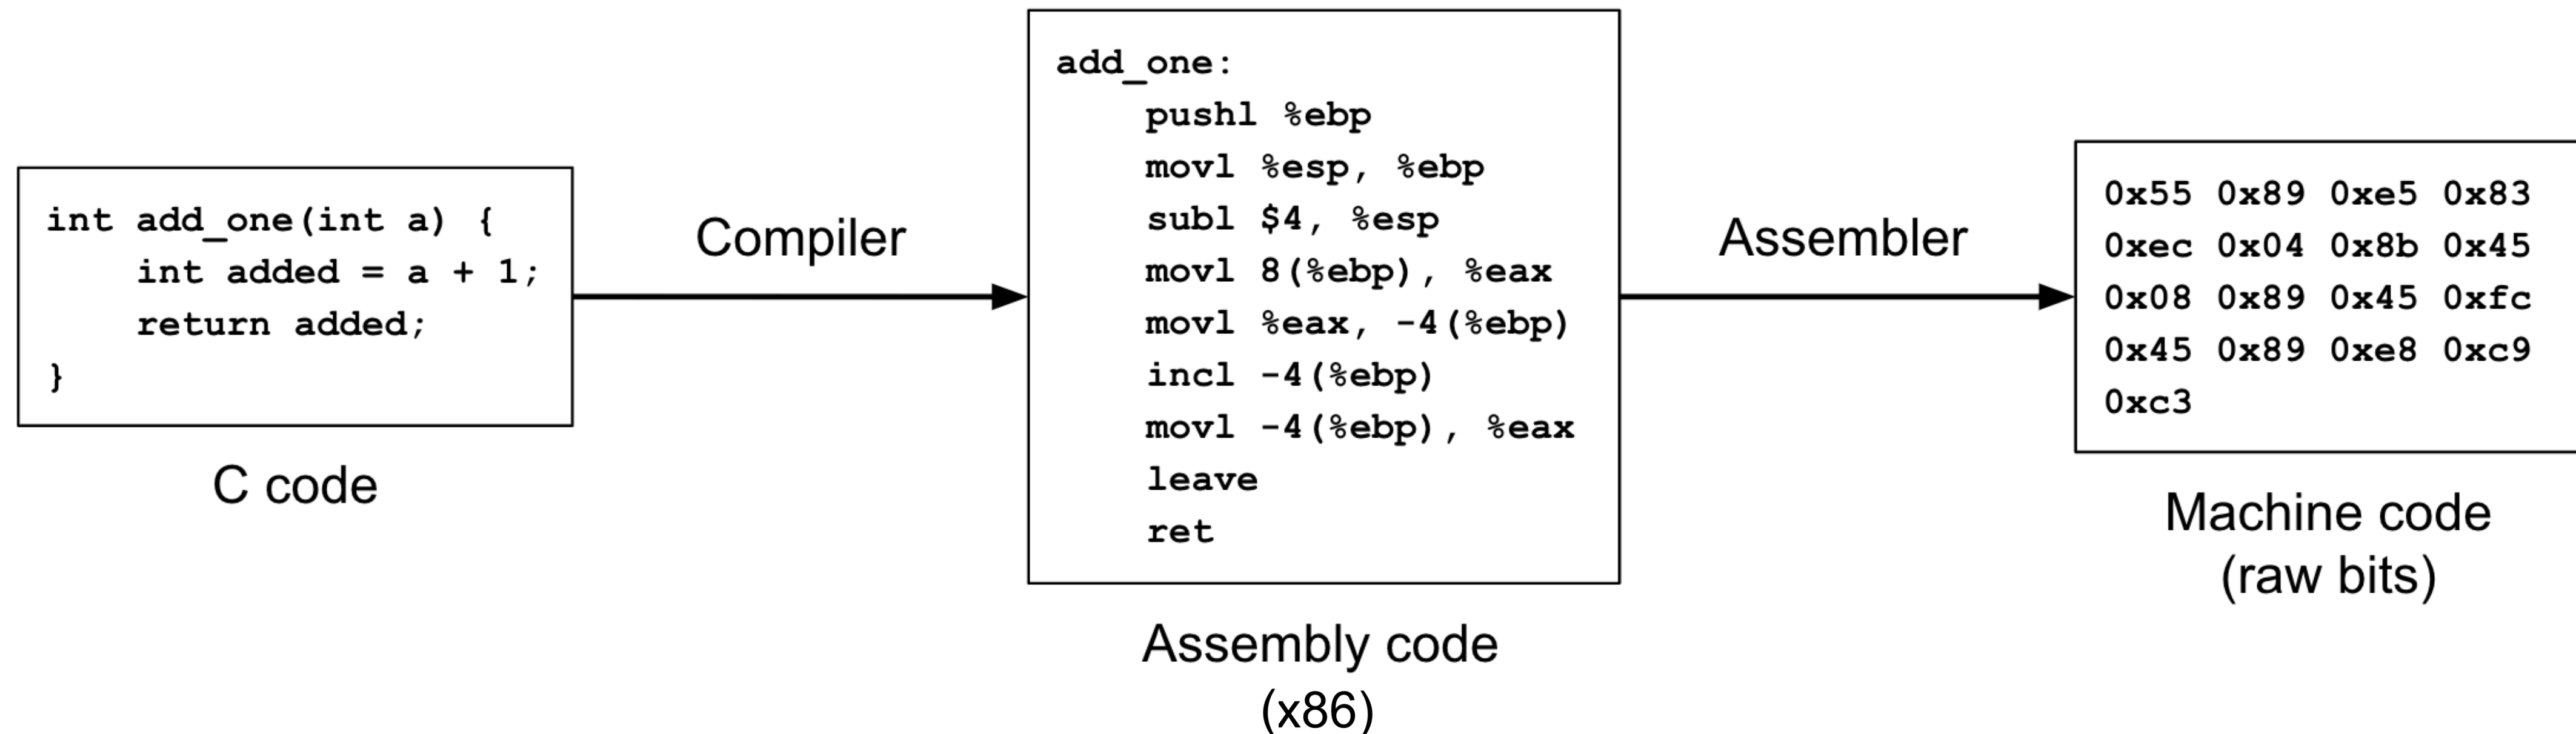 int add_one(int a) {
    int added = a + 1;
    return added;
}
C code
Compiler
add_one:
    pushl %ebp
    movl %esp, %ebp
    subl $4, %esp
    movl 8(%ebp), %eax
    movl %eax, -4(%ebp)
    incl -4(%ebp)
    movl -4(%ebp), %eax
    leave
    ret
Assembly code
(x86)
Assembler
0x55 0x89 0xe5 0x83
0xec 0x04 0x8b 0x45
0x08 0x89 0x45 0xfc
0x45 0x89 0xe8 0xc9
0xc3
Machine code
(raw bits)